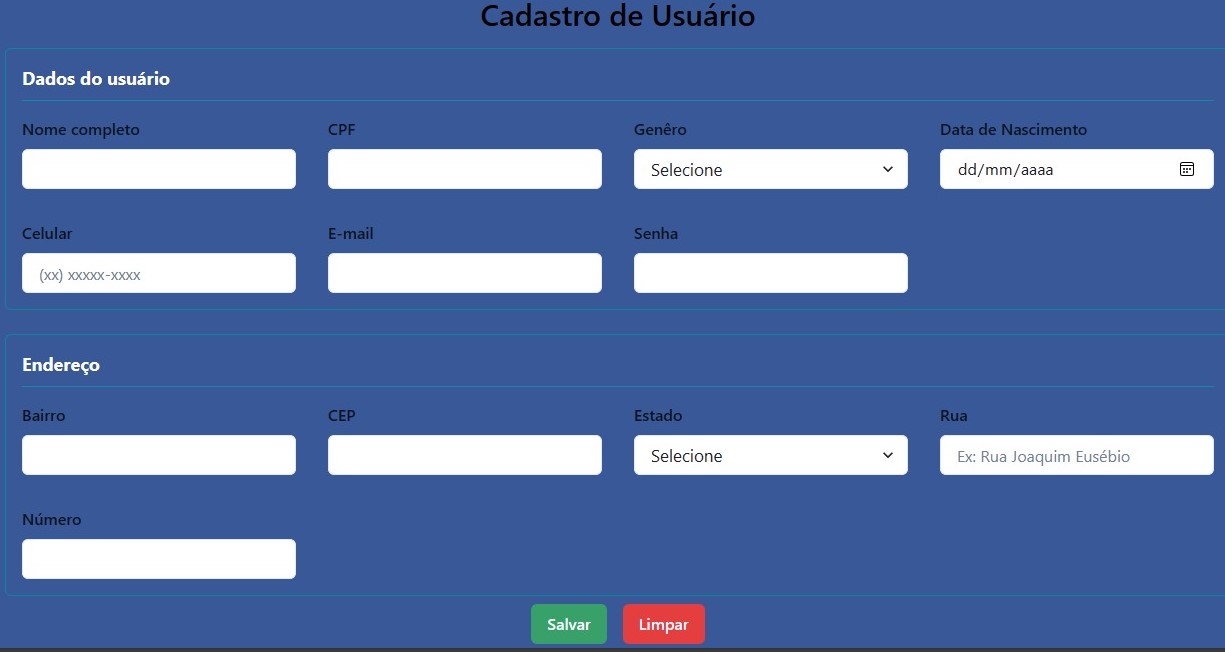 Cadastro de Usuário
Dados do usuário
Nome completo CPF Genêro Data de Nascimento
Selecione dd/mm/aaaa
Celular E-mail Senha
(xx) xxxxx-xxxx
Endereço
Bairro CEP Estado Rua
Selecione Ex: Rua Joaquim Eusébio
Número
Salvar Limpar